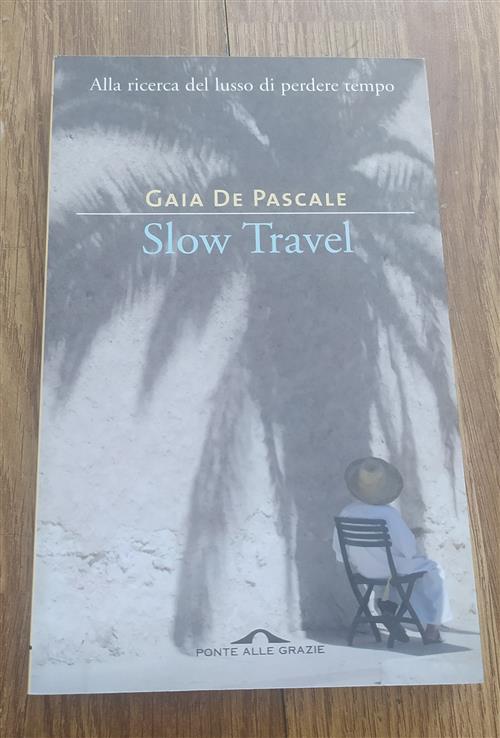 Alla ricerca del lusso di perdere tempo
GAIA DE PASCALE
Slow Travel
PONTE ALLE GRAZIE